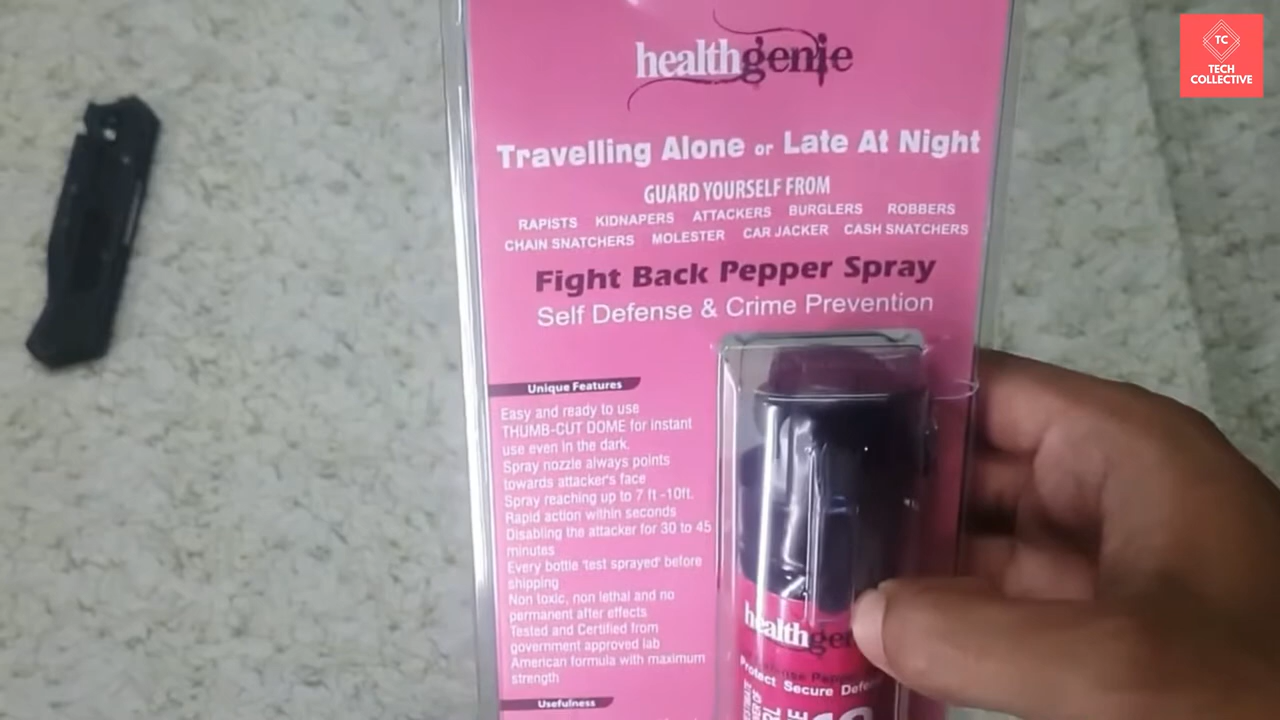 TC
TECH
COLLECTIVE
healthgenie
Travelling Alone or Late At Night
GUARD YOURSELF FROM
RAPISTS KIDNAPERS ATTACKERS BURGLERS ROBBERS
CHAIN SNATCHERS MOLESTER CAR JACKER CASH SNATCHERS
Fight Back Pepper Spray
Self Defense & Crime Prevention
Unique Features
Easy and ready to use
THUMB-CUT DOME for instant
use even in the dark.
Spray nozzle always points
towards attacker's face
Spray reaching up to 7 ft -10ft.
Rapid action within seconds
Disabling the attacker for 30 to 45
minutes
Every bottle 'test sprayed' before
shipping
Non toxic, non lethal and no
permanent after effects
Tested and Certified from
government approved lab
American formula with maximum
strength
Usefulness
healthgen
Protect Secure Defe